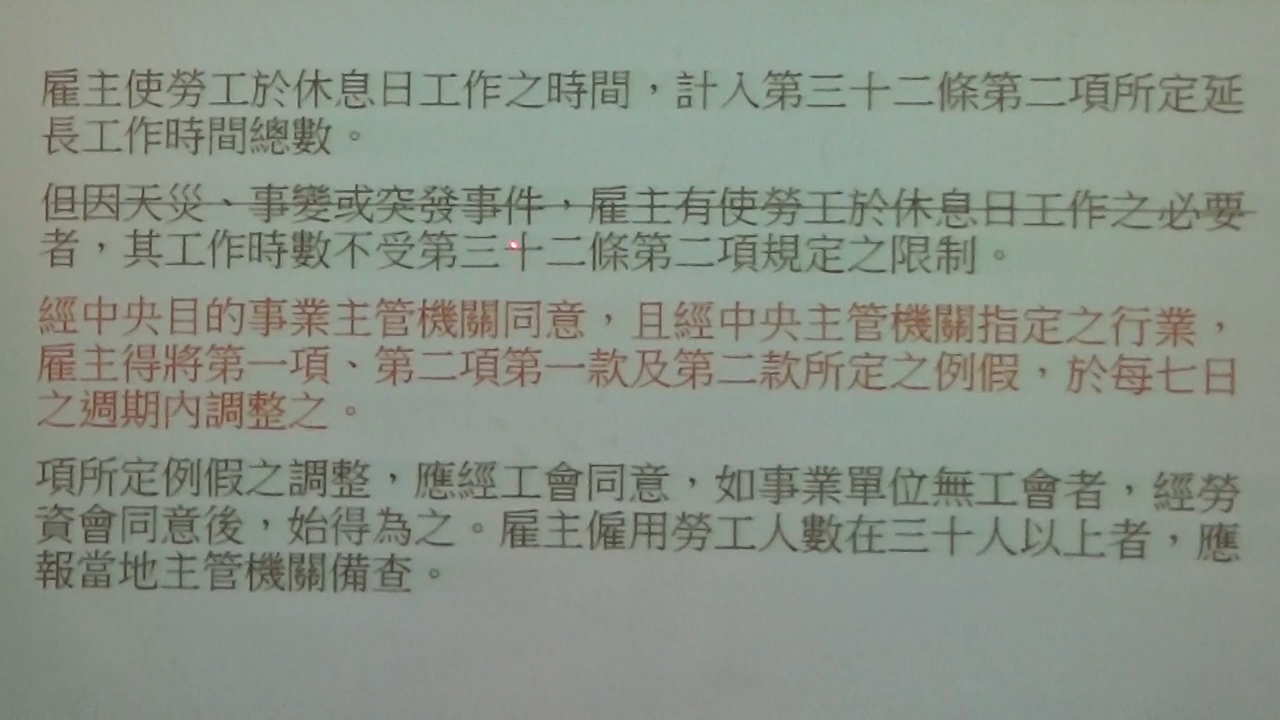 雇主使勞工於休息日工作之時間，計入第三十二條第二項所定延
長工作時間總數。
但因天災、事變或突發事件，雇主有使勞工於休息日工作之必要
者，其工作時數不受第三十二條第二項規定之限制。
經中央目的事業主管機關同意，且經中央主管機關指定之行業，
雇主得將第一項、第二項第一款及第二款所定之例假，於每七日
之週期內調整之。
項所定例假之調整，應經工會同意，如事業單位無工會者，經勞
資會同意後，始得為之。雇主僱用勞工人數在三十人以上者，應
報當地主管機關備查。